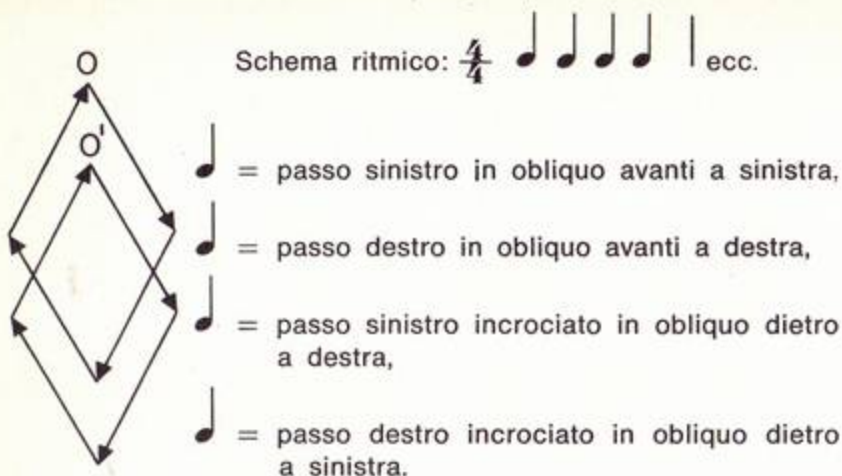 O
Schema ritmico: 4/4 ♩ ♩ ♩ ♩ | ecc.
O'
♩ = passo sinistro in obliquo avanti a sinistra,
♩ = passo destro in obliquo avanti a destra,
♩ = passo sinistro incrociato in obliquo dietro
a destra,
♩ = passo destro incrociato in obliquo dietro
a sinistra.